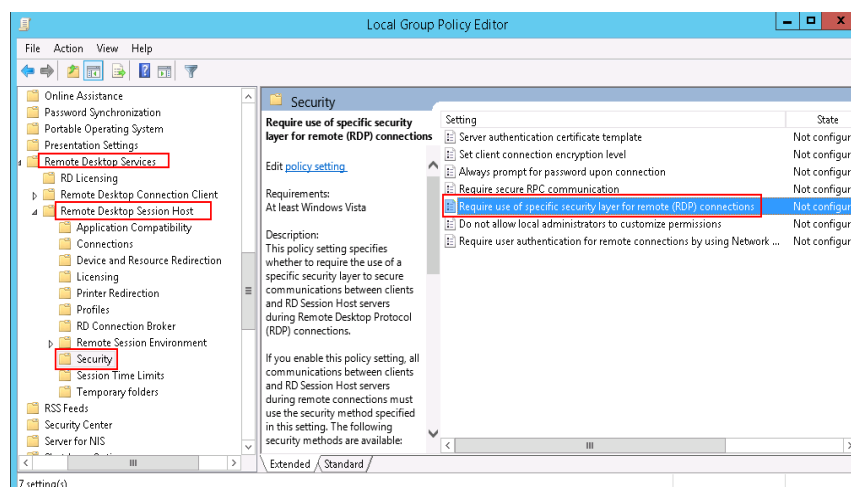 Local Group Policy Editor
File Action View Help
Online Assistance
Password Synchronization
Portable Operating System
Presentation Settings
Remote Desktop Services
RD Licensing
Remote Desktop Connection Client
Remote Desktop Session Host
Application Compatibility
Connections
Device and Resource Redirection
Licensing
Printer Redirection
Profiles
RD Connection Broker
Remote Session Environment
Security
Session Time Limits
Temporary folders
RSS Feeds
Security Center
Server for NIS
Security
Require use of specific security
layer for remote (RDP) connections
Edit policy setting
Requirements:
At least Windows Vista
Description:
This policy setting specifies
whether to require the use of a
specific security layer to secure
communications between clients
and RD Session Host servers
during Remote Desktop Protocol
(RDP) connections.
If you enable this policy setting, all
communications between clients
and RD Session Host servers
during remote connections must
use the security method specified
in this setting. The following
security methods are available:
Setting State
Server authentication certificate template Not configur
Set client connection encryption level Not configur
Always prompt for password upon connection Not configur
Require secure RPC communication Not configur
Require use of specific security layer for remote (RDP) connections Not configur
Do not allow local administrators to customize permissions Not configur
Require user authentication for remote connections by using Network ... Not configur
Extended Standard
7 setting(s)